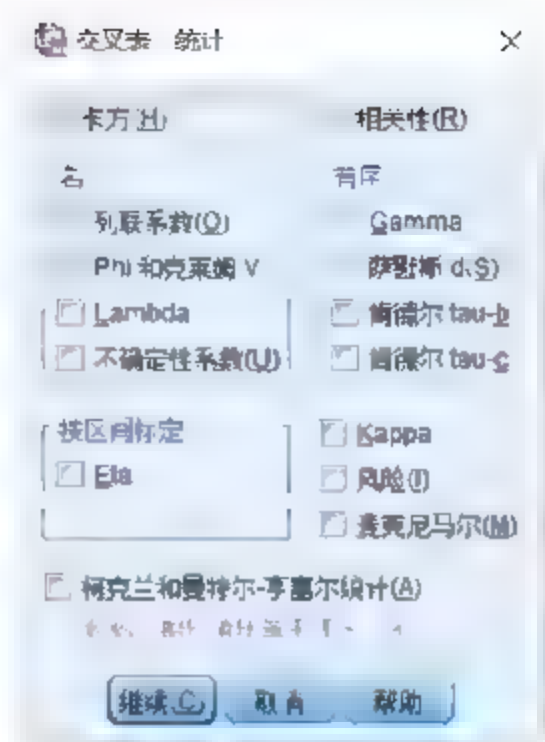 交叉表 统计
卡方(H)
相关性(R)
名
有序
列联系数(O)
Gamma
Phi 和克莱姆 V
萨默斯 d(S)
Lambda
肯德尔 tau-b
不确定性系数(U)
肯德尔 tau-c
按区间标定
Kappa
Eta
风险(I)
麦克尼马尔(M)
柯克兰和曼特尔-亨塞尔统计(A)
继续(C)
取消
帮助